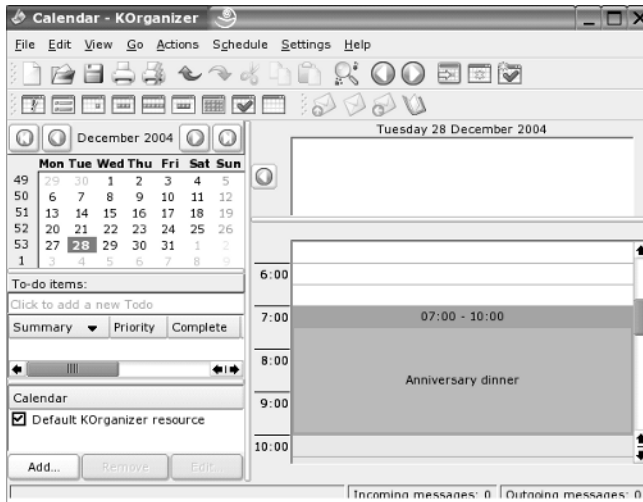 Calendar - KOrganizer
File Edit View Go Actions Schedule Settings Help
December 2004
Mon Tue Wed Thu Fri Sat Sun
49 29 30 1 2 3 4 5
50 6 7 8 9 10 11 12
51 13 14 15 16 17 18 19
52 20 21 22 23 24 25 26
53 27 28 29 30 31 1 2
1 3 4 5 6 7 8 9
To-do items:
Click to add a new Todo
Summary Priority Complete
Calendar
Default KOrganizer resource
Add... Remove Edit...
Tuesday 28 December 2004
6:00
7:00 07:00 - 10:00
8:00
Anniversary dinner
9:00
10:00
Incoming messages: 0 Outgoing messages: 0